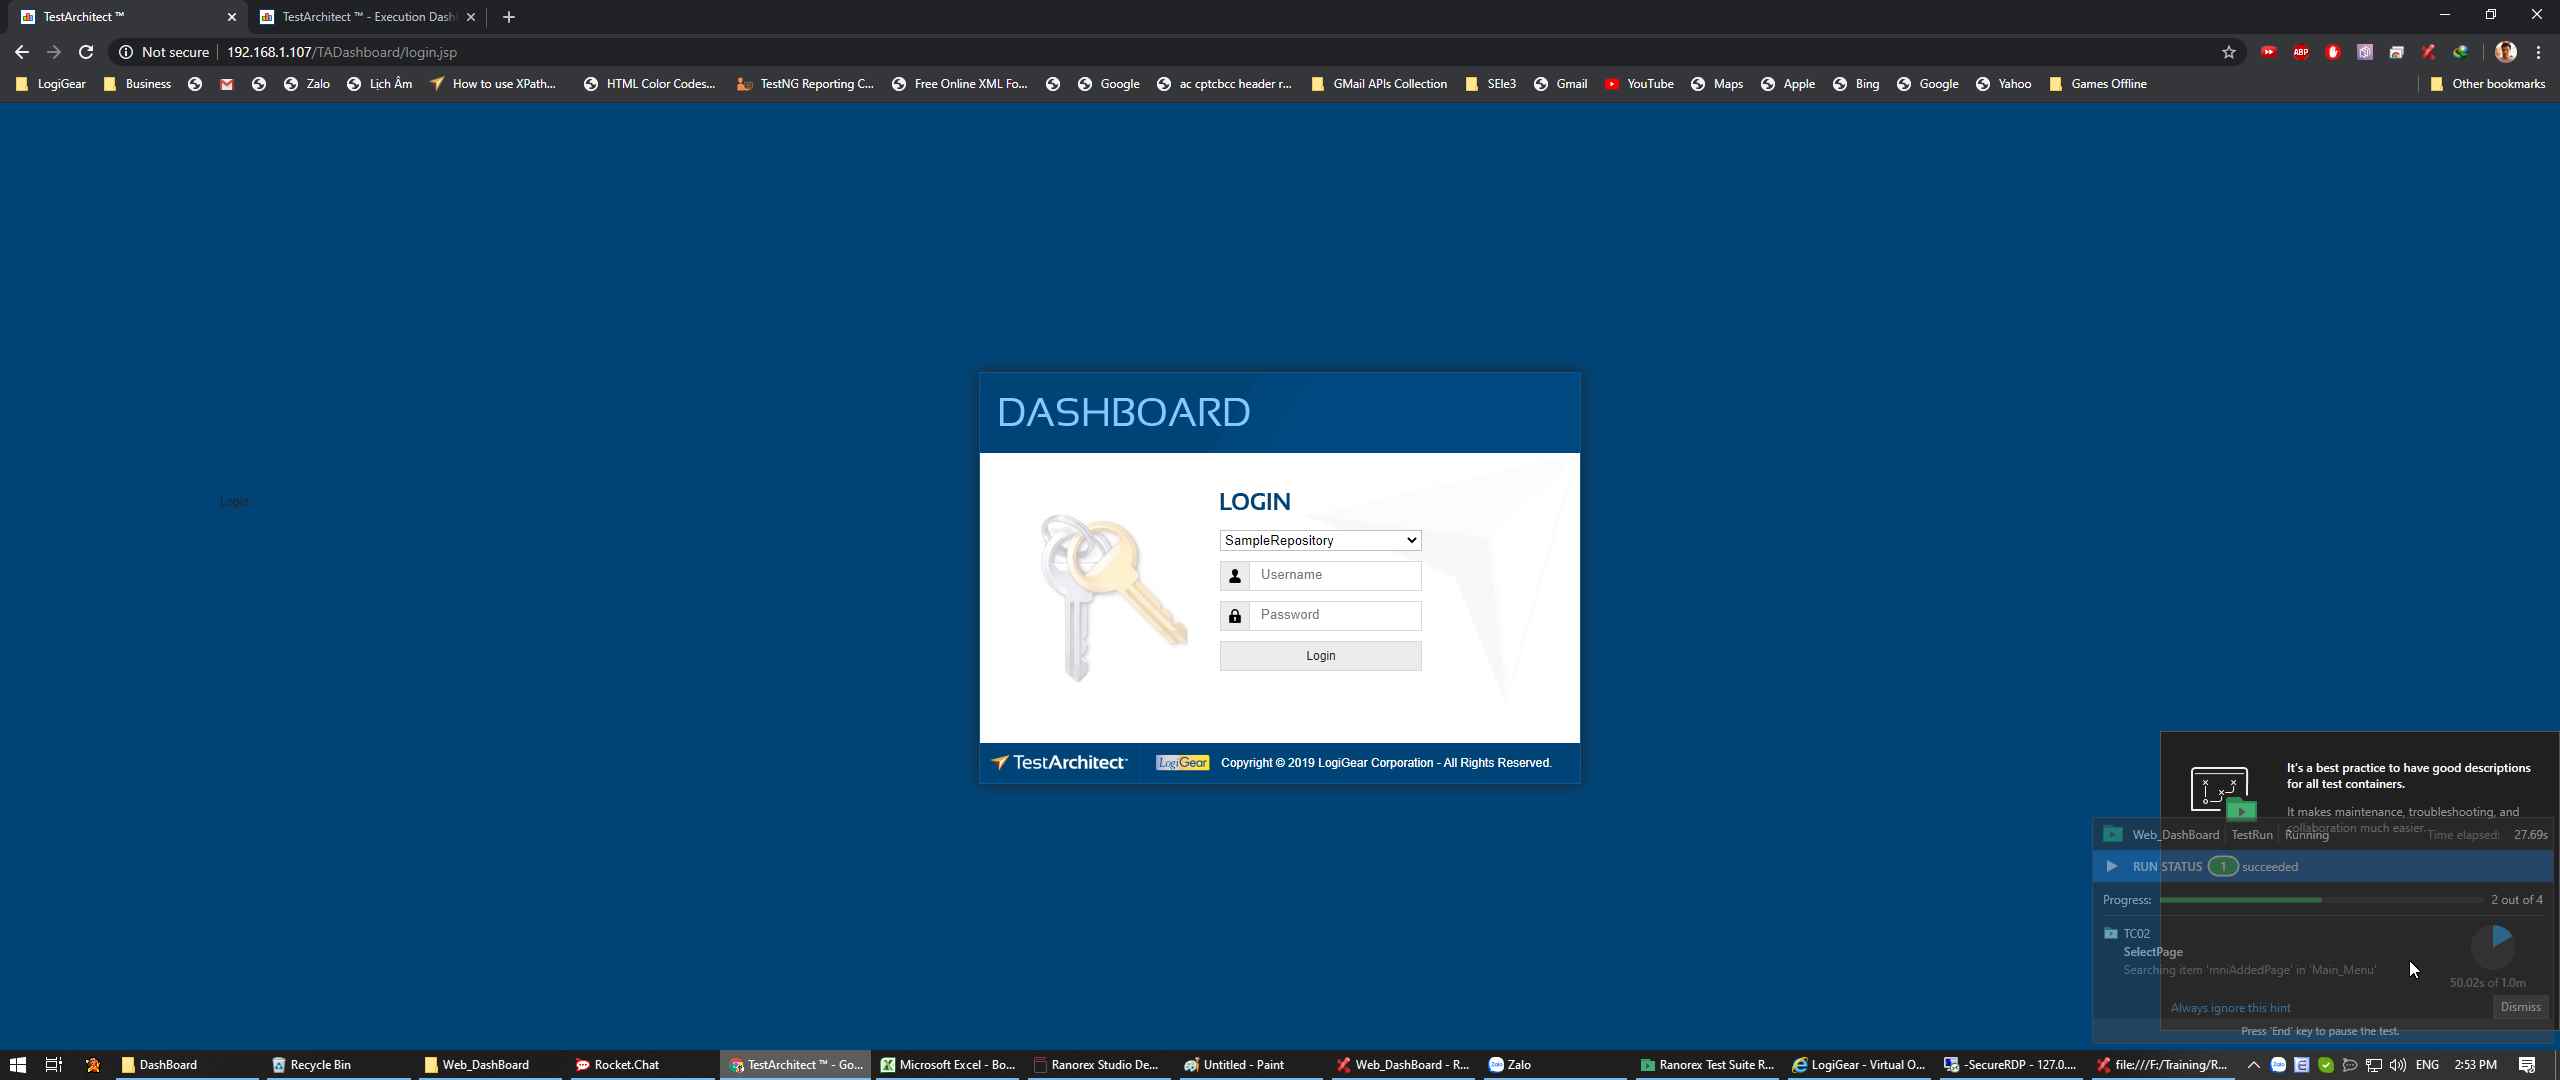 TestArchitect ™
TestArchitect ™ - Execution Dash
Not secure
192.168.1.107/TADashboard/login.jsp
ABP
LogiGear
Business
Zalo
Lịch Âm
How to use XPath...
HTML Color Codes...
TestNG Reporting C...
Free Online XML Fo...
Google
ac cptcbcc header r...
GMail APIs Collection
SEle3
Gmail
YouTube
Maps
Apple
Bing
Google
Yahoo
Games Offline
Other bookmarks
DASHBOARD
Login
LOGIN
SampleRepository
Username
Password
Login
TestArchitect™
LogiGear
Copyright © 2019 LogiGear Corporation - All Rights Reserved.
It's a best practice to have good descriptions
for all test containers.
It makes maintenance, troubleshooting, and
collaboration much easier.
Web_DashBoard
TestRun
Running
Time elapsed:
27.69s
RUN STATUS
1
succeeded
Progress:
2 out of 4
TC02
SelectPage
Searching item 'mniAddedPage' in 'Main_Menu'
50.02s of 1.0m
Always ignore this hint
Dismiss
Press 'End' key to pause the test.
DashBoard
Recycle Bin
Web_DashBoard
Rocket.Chat
TestArchitect ™ - Go...
Microsoft Excel - Bo...
Ranorex Studio De...
Untitled - Paint
Web_DashBoard - R...
Zalo
Ranorex Test Suite R...
LogiGear - Virtual O...
-SecureRDP - 127.0....
file:///F:/Training/R...
ENG
2:53 PM